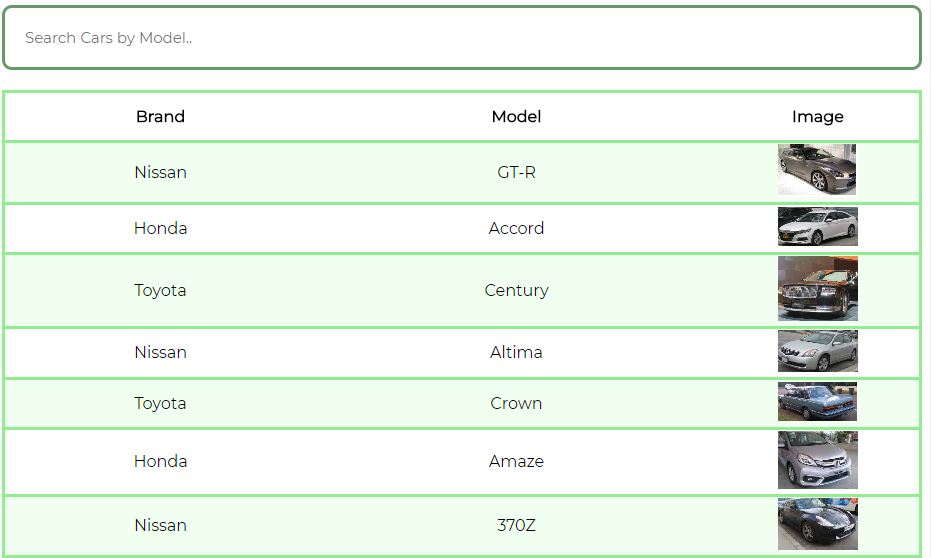 Search Cars by Model..
Brand Model Image
Nissan GT-R
Honda Accord
Toyota Century
Nissan Altima
Toyota Crown
Honda Amaze
Nissan 370Z